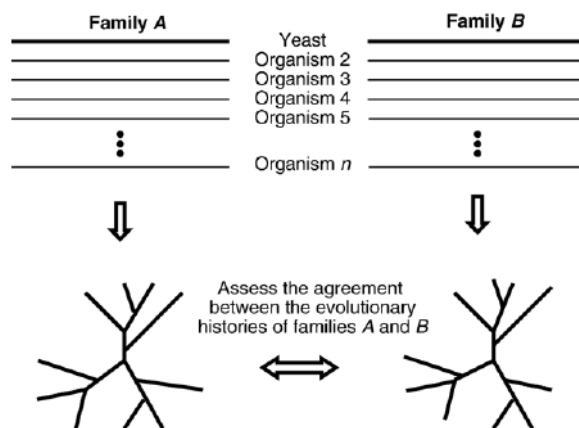 Family A
Family B
Yeast
Organism 2
Organism 3
Organism 4
Organism 5
Organism n
Assess the agreement
between the evolutionary
histories of families A and B